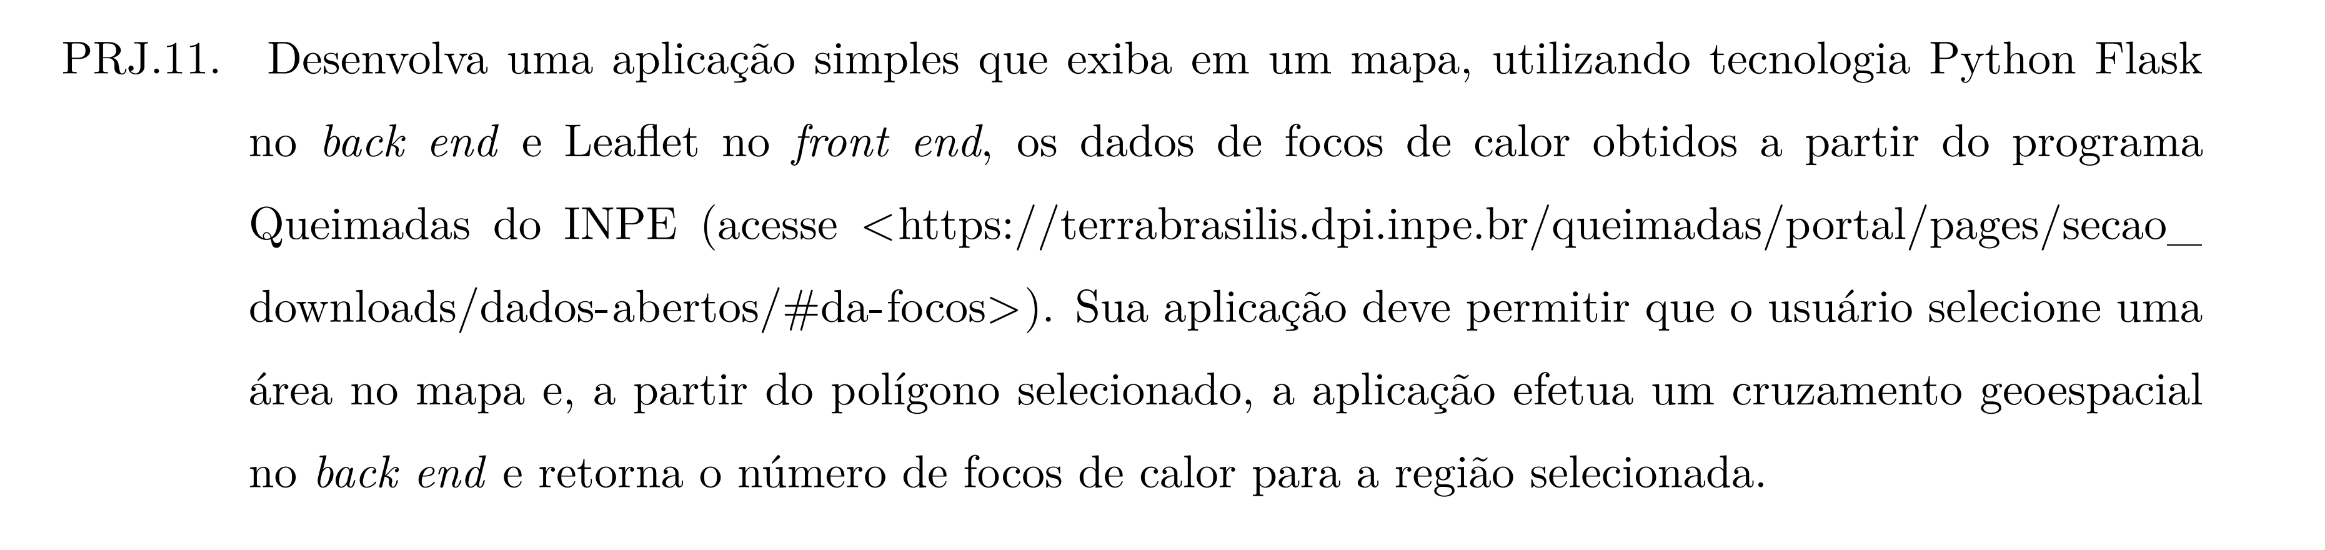 PRJ.11. Desenvolva uma aplicação simples que exiba em um mapa, utilizando tecnologia Python Flask
no back end e Leaflet no front end, os dados de focos de calor obtidos a partir do programa
Queimadas do INPE (acesse <https://terrabrasilis.dpi.inpe.br/queimadas/portal/pages/secao_
downloads/dados-abertos/#da-focos>). Sua aplicação deve permitir que o usuário selecione uma
área no mapa e, a partir do polígono selecionado, a aplicação efetua um cruzamento geoespacial
no back end e retorna o número de focos de calor para a região selecionada.